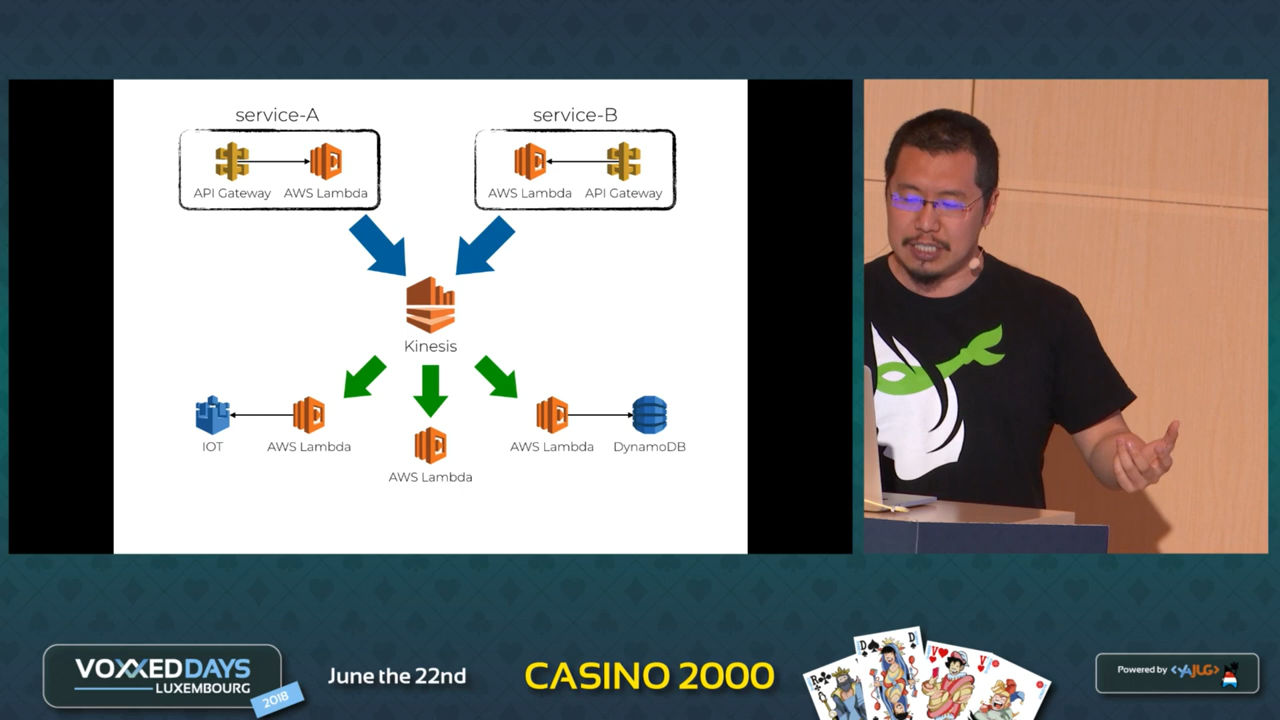 service-A
service-B
API Gateway
AWS Lambda
AWS Lambda
API Gateway
Kinesis
IOT
AWS Lambda
AWS Lambda
AWS Lambda
DynamoDB
VOXXED DAYS
LUXEMBOURG
2018
June the 22nd
CASINO 2000
R
D
D
V
V
Powered by <YAJUG>